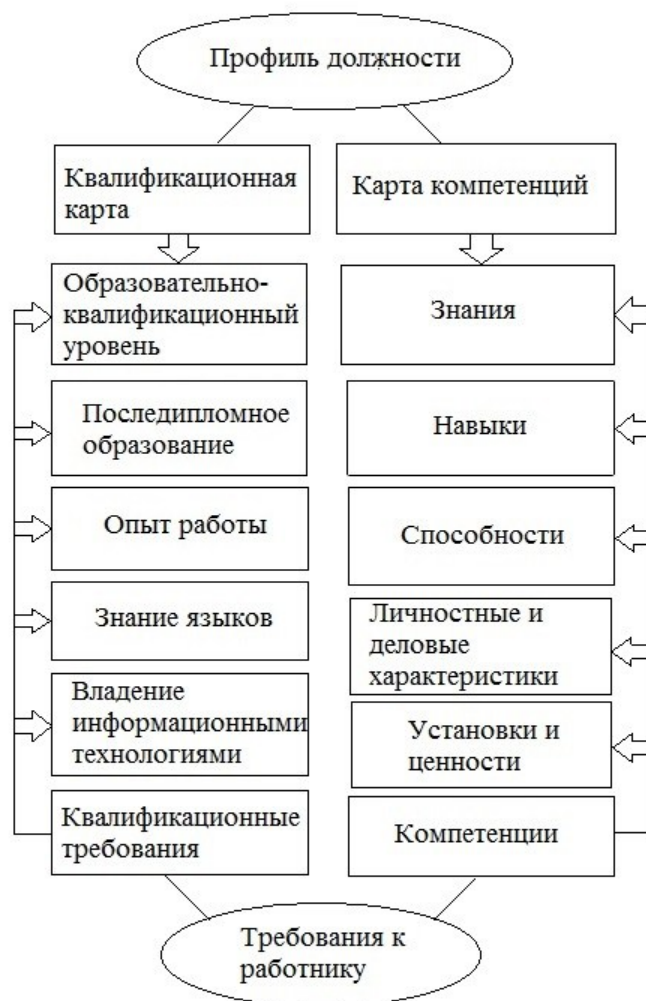 Профиль должности
Квалификационная
карта
Карта компетенций
Образовательно-
квалификационный
уровень
Знания
Последипломное
образование
Навыки
Опыт работы
Способности
Знание языков
Личностные и
деловые
характеристики
Владение
информационными
технологиями
Установки и
ценности
Квалификационные
требования
Компетенции
Требования к
работнику